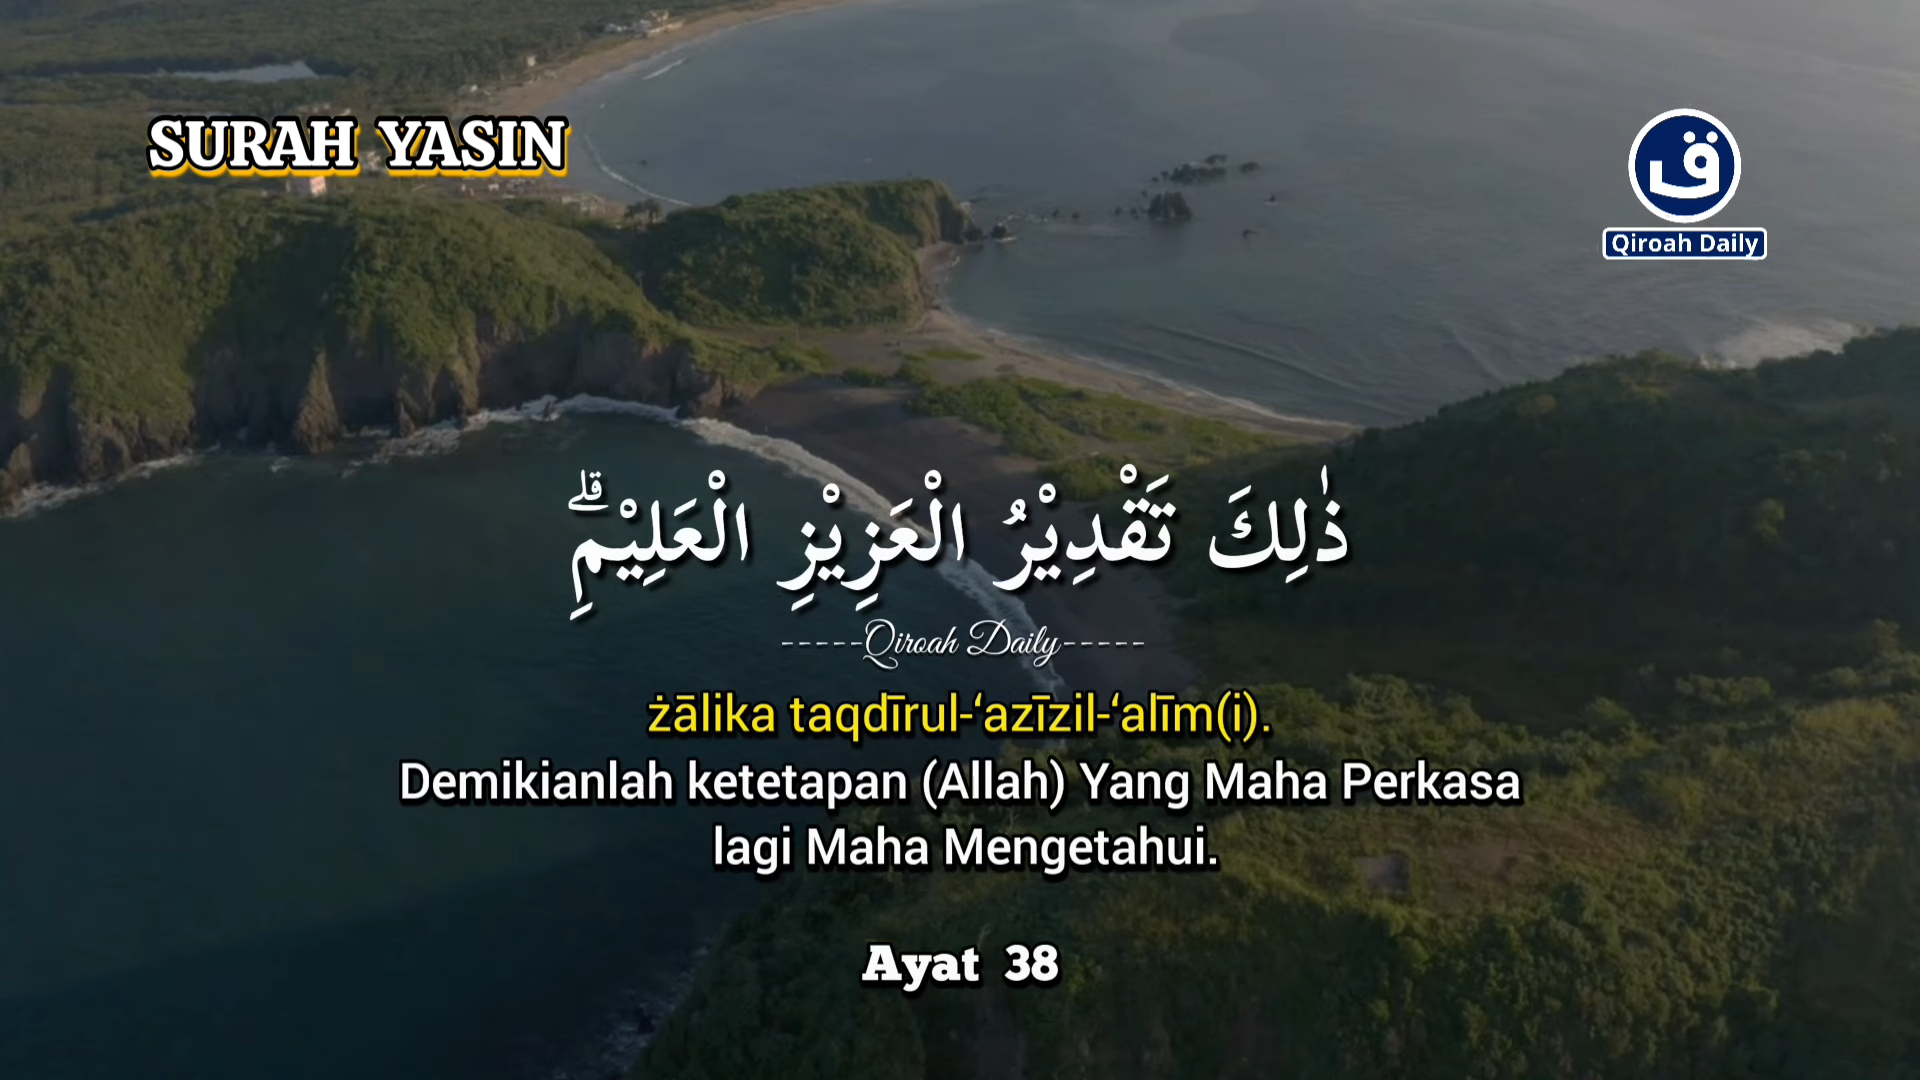 SURAH YASIN
ق
Qiroah Daily
ذٰلِكَ تَقْدِيْرُ الْعَزِيْزِ الْعَلِيْمِۗ
-----Qiroah Daily-----
żālika taqdīrul-‘azīzil-‘alīm(i).
Demikianlah ketetapan (Allah) Yang Maha Perkasa
lagi Maha Mengetahui.
Ayat 38